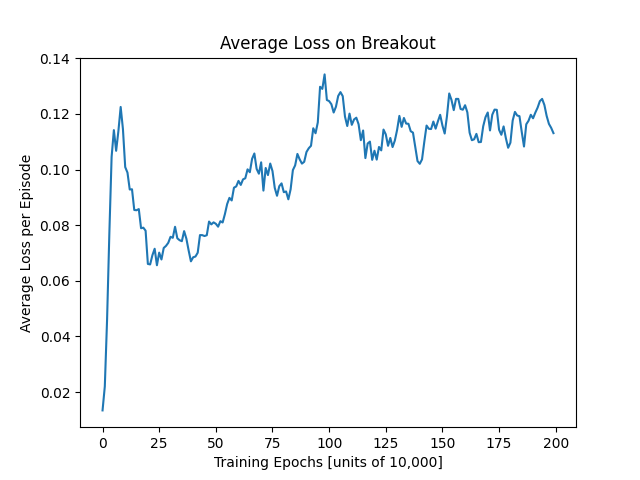 Average Loss on Breakout
Average Loss per Episode
0.14
0.12
0.10
0.08
0.06
0.04
0.02
0 25 50 75 100 125 150 175 200
Training Epochs [units of 10,000]